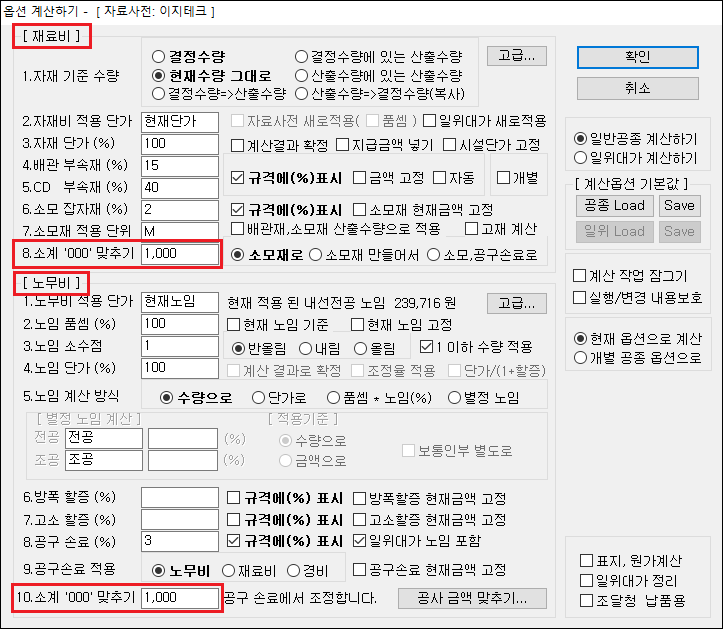 옵션 계산하기 - [ 자료사전: 이지테크 ]
[ 재료비 ]
1.자재 기준 수량
결정수량 결정수량에 있는 산출수량
현재수량 그대로 산출수량에 있는 산출수량
결정수량=>산출수량 산출수량=>결정수량(복사)
고급...
2.자재비 적용 단가 현재단가 자료사전 새로적용( 품셈 ) 일위대가 새로적용
3.자재 단가 (%) 100 계산결과 확정 지급금액 넣기 시설단가 고정
4.배관 부속재 (%) 15
규격에(%)표시 금액 고정 자동 개별
5.CD 부속재 (%) 40
6.소모 잡자재 (%) 2 규격에(%)표시 소모재 현재금액 고정
7.소모재 적용 단위 M 배관재,소모재 산출수량으로 적용 고재 계산
8.소계 '000' 맞추기 1,000 소모재로 소모재 만들어서 소모,공구손료로
[ 노무비 ]
1.노무비 적용 단가 현재노임 현재 적용 된 내선전공 노임 239,716 원 고급...
2.노임 품셈 (%) 100 현재 노임 기준 현재 노임 고정
3.노임 소수점 1 반올림 내림 올림 1 이하 수량 적용
4.노임 단가 (%) 100 계산 결과로 확정 조정율 적용 단가/(1+할증)
5.노임 계산 방식 수량으로 단가로 품셈 * 노임(%) 별정 노임
[ 별정 노임 계산 ] [ 적용기준 ]
전공 전공 (%) 수량으로
보통인부 별도로
조공 조공 (%) 금액으로
6.방폭 할증 (%) 규격에(%) 표시 방폭할증 현재금액 고정
7.고소 할증 (%) 규격에(%) 표시 고소할증 현재금액 고정
8.공구 손료 (%) 3 규격에(%) 표시 일위대가 노임 포함
9.공구손료 적용 노무비 재료비 경비 공구손료 현재금액 고정
10.소계 '000' 맞추기 1,000 공구 손료에서 조정합니다. 공사 금액 맞추기...
확인
취소
일반공종 계산하기
일위대가 계산하기
[ 계산옵션 기본값 ]
공종 Load Save
일위 Load Save
계산 작업 잠그기
실행/변경 내용보호
현재 옵션으로 계산
개별 공종 옵션으로
표지, 원가계산
일위대가 정리
조달청 납품용